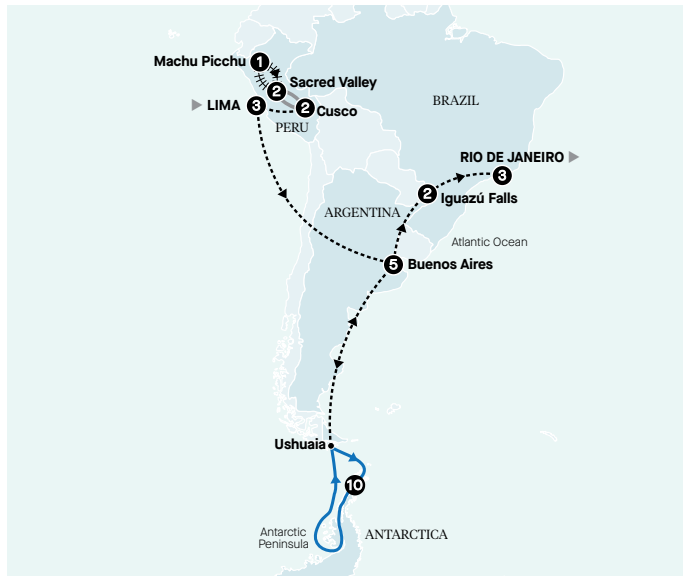 Machu Picchu 1
2 Sacred Valley
LIMA 3
2 Cusco
PERU
BRAZIL
RIO DE JANEIRO
3
2
Iguazú Falls
ARGENTINA
Atlantic Ocean
5 Buenos Aires
Ushuaia
10
Antarctic
Peninsula
ANTARCTICA